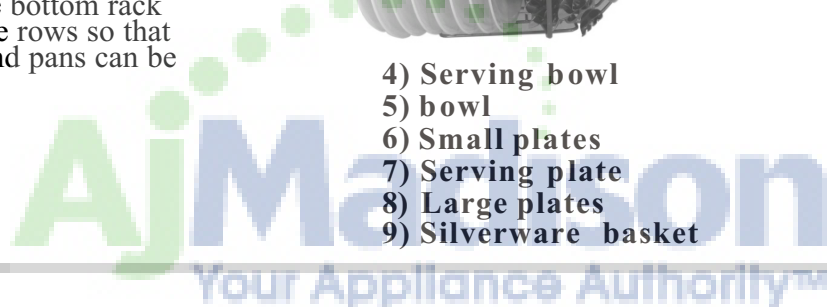 bottom rack
e rows so that
nd pans can be
4) Serving bowl
5) bowl
6) Small plates
7) Serving plate
8) Large plates
9) Silverware basket
AjMadison
Your Appliance Authority™